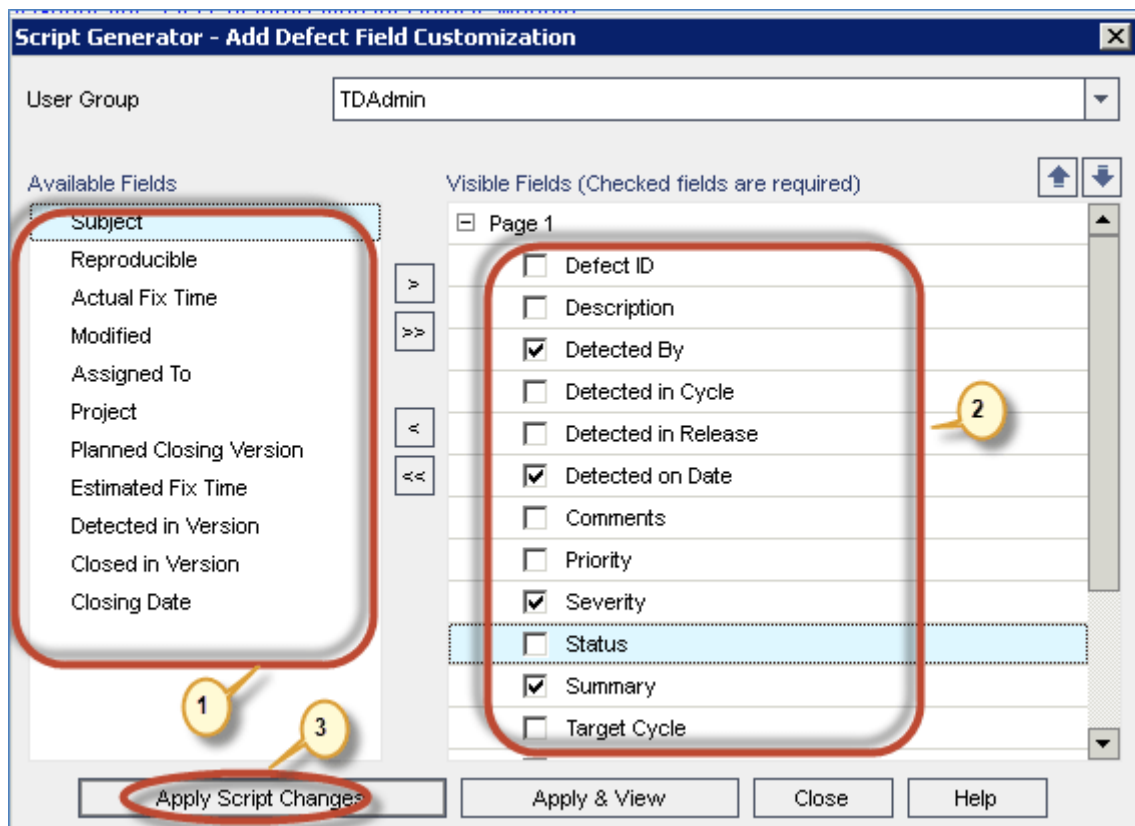 Script Generator - Add Defect Field Customization
User Group
TDAdmin
Available Fields
Visible Fields (Checked fields are required)
Subject
Reproducible
Actual Fix Time
Modified
Assigned To
Project
Planned Closing Version
Estimated Fix Time
Detected in Version
Closed in Version
Closing Date
>
>>
<
<<
Page 1
Defect ID
Description
Detected By
Detected in Cycle
Detected in Release
Detected on Date
Comments
Priority
Severity
Status
Summary
Target Cycle
1
2
3
Apply Script Changes
Apply & View
Close
Help